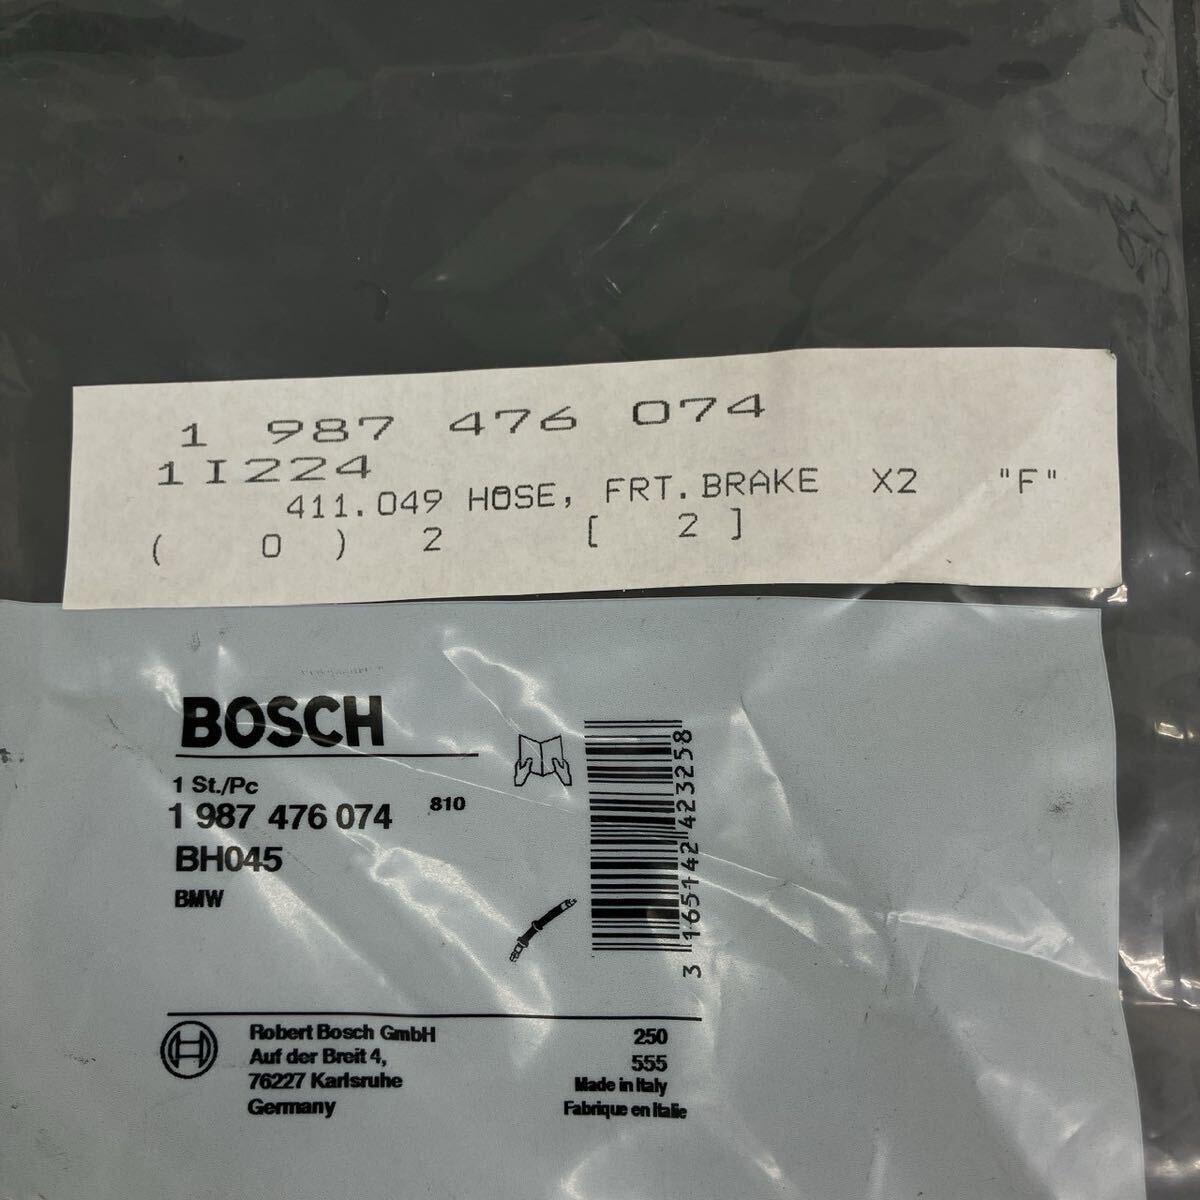 1 987 476 074
1I224
411.049 HOSE, FRT.BRAKE X2 "F"
( 0 ) 2 [ 2 ]
BOSCH
1 St./Pc
1 987 476 074 810
BH045
BMW
3 165142 423258
Robert Bosch GmbH
Auf der Breit 4,
76227 Karlsruhe
Germany
250
555
Made in Italy
Fabrique en Italie